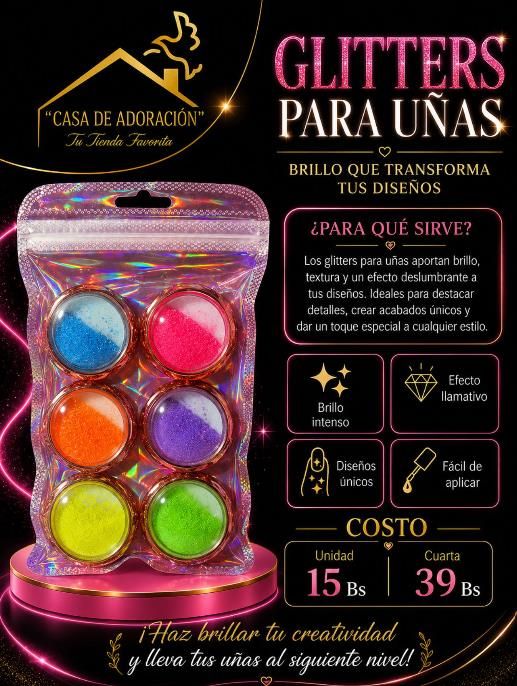 "CASA DE ADORACIÓN"
Tu Tienda Favorita
GLITTERS
PARA UÑAS
BRILLO QUE TRANSFORMA
TUS DISEÑOS
¿PARA QUÉ SIRVE?
Los glitters para uñas aportan brillo,
textura y un efecto deslumbrante a
tus diseños. Ideales para destacar
detalles, crear acabados únicos y
dar un toque especial a cualquier estilo.
Brillo
intenso
Efecto
llamativo
Diseños
únicos
Fácil de
aplicar
COSTO
Unidad
15 Bs
Cuarta
39 Bs
¡Haz brillar tu creatividad
y lleva tus uñas al siguiente nivel!